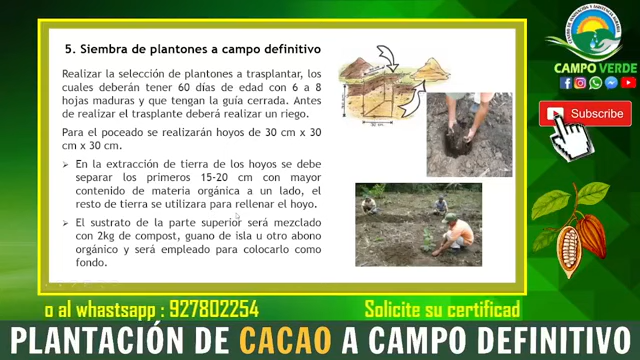 5. Siembra de plantones a campo definitivo
Realizar la selección de plantones a trasplantar, los
cuales deberán tener 60 días de edad con 6 a 8
hojas maduras y que tengan la guía cerrada. Antes
de realizar el trasplante deberá realizar un riego.
Para el poceado se realizarán hoyos de 30 cm x 30
cm x 30 cm.
En la extracción de tierra de los hoyos se debe
separar los primeros 15-20 cm con mayor
contenido de materia orgánica a un lado, el
resto de tierra se utilizara para rellenar el hoyo.
El sustrato de la parte superior será mezclado
con 2kg de compost, guano de isla u otro abono
orgánico y será empleado para colocarlo como
fondo.
CAMPO VERDE
Subscribe
o al whatsapp : 927802254
Solicite su certificad
PLANTACIÓN DE CACAO A CAMPO DEFINITIVO